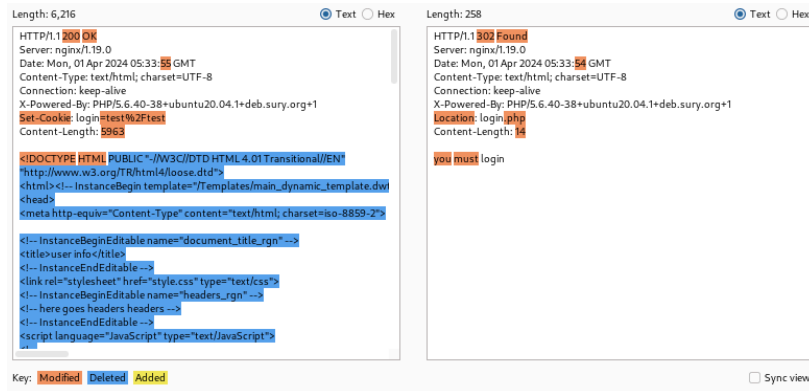 Length: 6,216
Text Hex
HTTP/1.1 200 OK
Server: nginx/1.19.0
Date: Mon, 01 Apr 2024 05:33:55 GMT
Content-Type: text/html; charset=UTF-8
Connection: keep-alive
X-Powered-By: PHP/5.6.40-38+ubuntu20.04.1+deb.sury.org+1
Set-Cookie: login=test%2Ftest
Content-Length: 5963
<!DOCTYPE HTML PUBLIC "-//W3C//DTD HTML 4.01 Transitional//EN"
"http://www.w3.org/TR/html4/loose.dtd">
<html><!-- InstanceBegin template="/Templates/main_dynamic_template.dwt
<head>
<meta http-equiv="Content-Type" content="text/html; charset=iso-8859-2">
<!-- InstanceBeginEditable name="document_title_rgn" -->
<title>user info</title>
<!-- InstanceEndEditable -->
<link rel="stylesheet" href="style.css" type="text/css">
<!-- InstanceBeginEditable name="headers_rgn" -->
<!-- here goes headers headers -->
<!-- InstanceEndEditable -->
<script language="JavaScript" type="text/JavaScript">
Length: 258
Text Hex
HTTP/1.1 302 Found
Server: nginx/1.19.0
Date: Mon, 01 Apr 2024 05:33:54 GMT
Content-Type: text/html; charset=UTF-8
Connection: keep-alive
X-Powered-By: PHP/5.6.40-38+ubuntu20.04.1+deb.sury.org+1
Location: login.php
Content-Length: 14
you must login
Key: Modified Deleted Added
Sync view